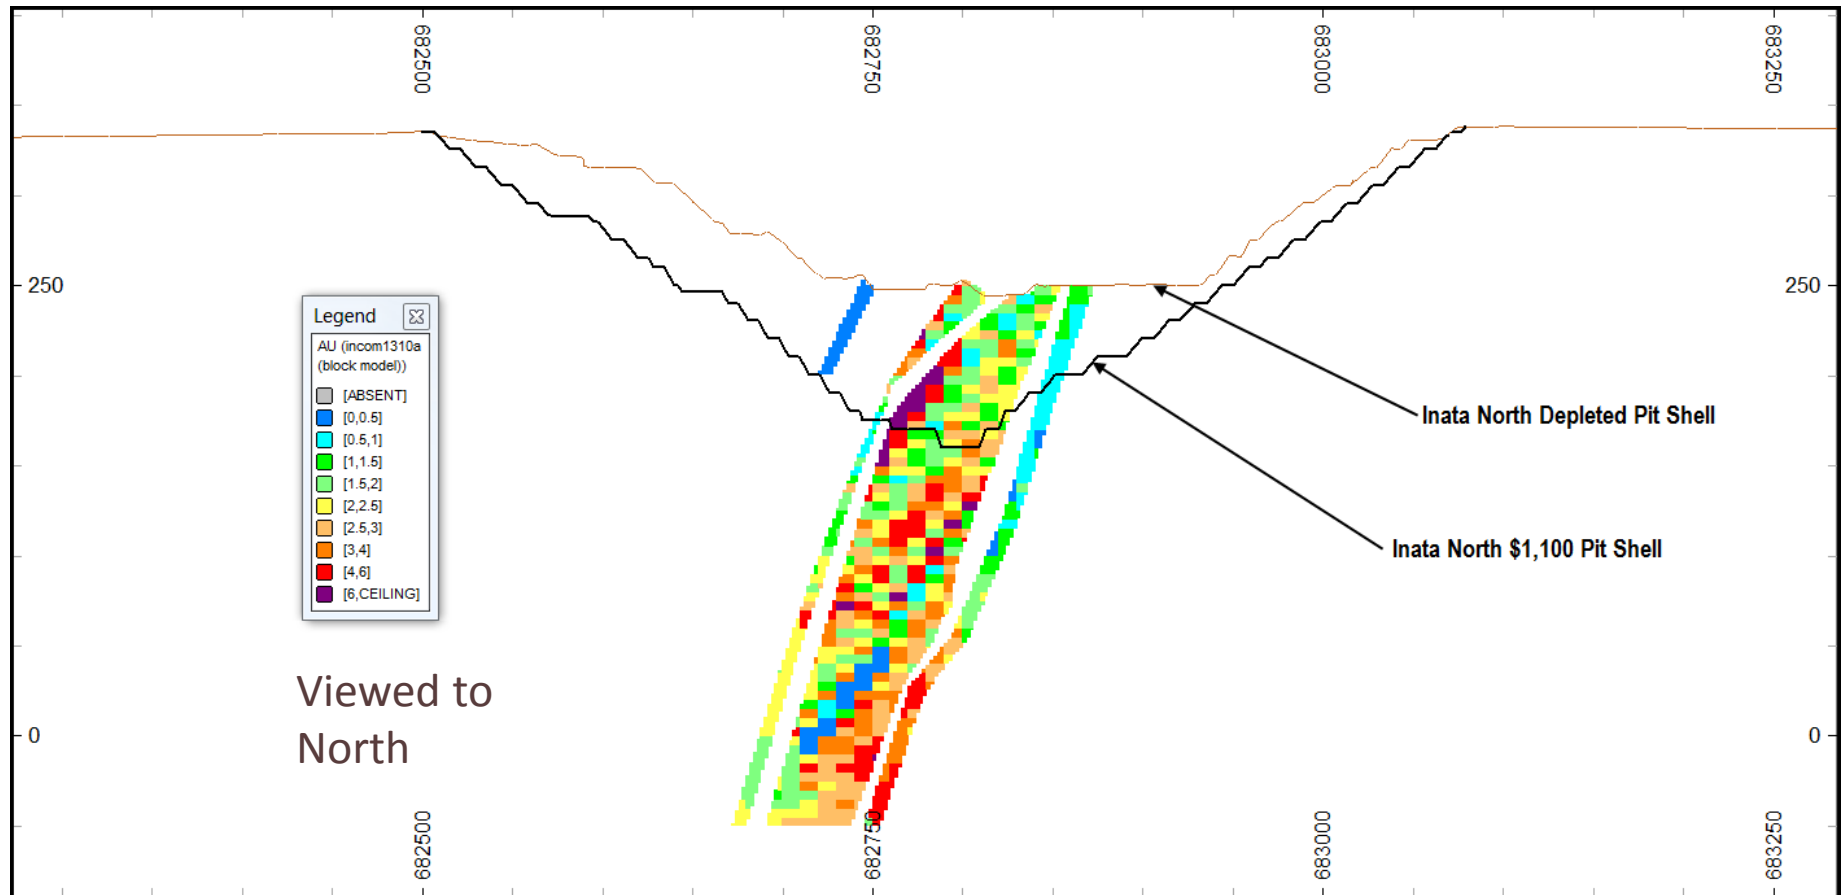 682500
682750
683000
683250
250
250
Legend
AU (incom1310a
(block model))
[ABSENT]
[0,0.5]
[0.5,1]
[1,1.5]
[1.5,2]
[2,2.5]
[2.5,3]
[3,4]
[4,6]
[6,CEILING]
Inata North Depleted Pit Shell
Inata North $1,100 Pit Shell
Viewed to
North
0
0
682500
682750
683000
683250